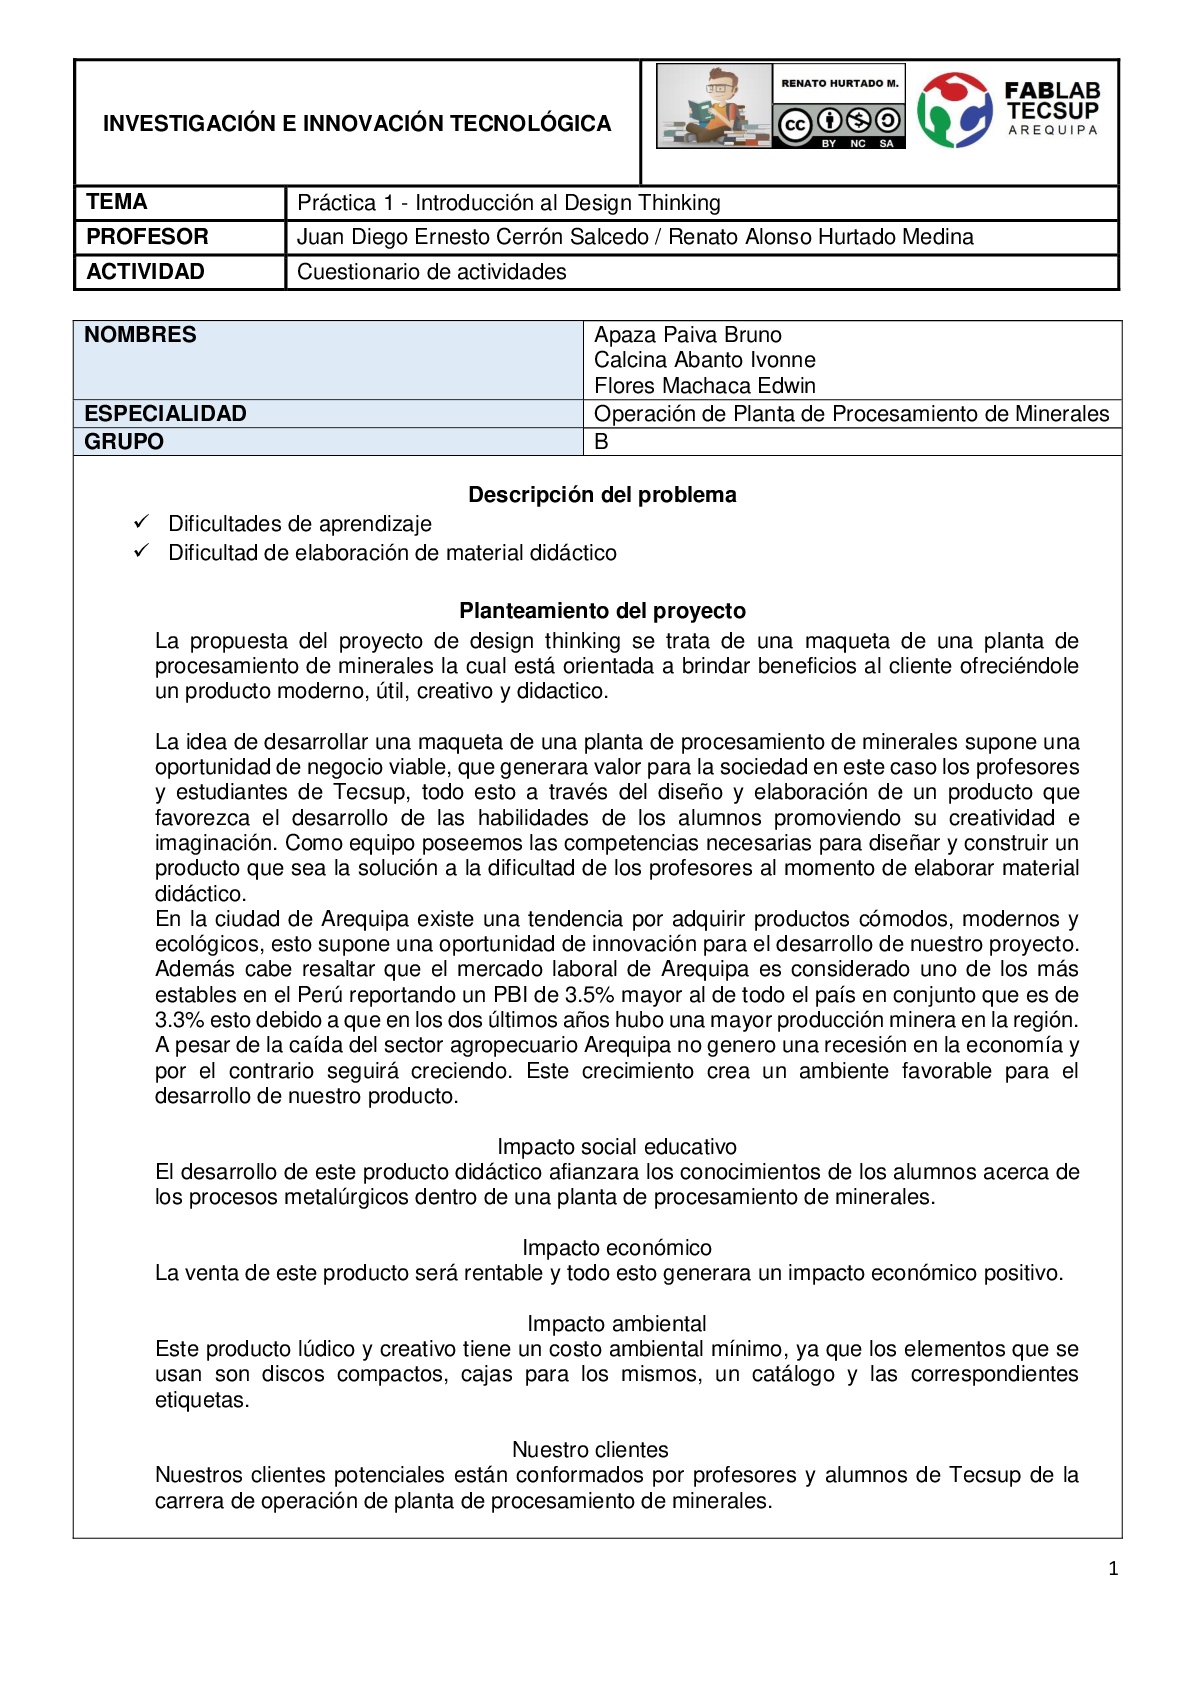 INVESTIGACIÓN E INNOVACIÓN TECNOLÓGICA
RENATO HURTADO M.
CC
BY NC SA
FABLAB
TECSUP
AREQUIPA
TEMA Práctica 1 - Introducción al Design Thinking
PROFESOR Juan Diego Ernesto Cerrón Salcedo / Renato Alonso Hurtado Medina
ACTIVIDAD Cuestionario de actividades
NOMBRES Apaza Paiva Bruno
Calcina Abanto Ivonne
Flores Machaca Edwin
ESPECIALIDAD Operación de Planta de Procesamiento de Minerales
GRUPO B
Descripción del problema
✓ Dificultades de aprendizaje
✓ Dificultad de elaboración de material didáctico
Planteamiento del proyecto
La propuesta del proyecto de design thinking se trata de una maqueta de una planta de
procesamiento de minerales la cual está orientada a brindar beneficios al cliente ofreciéndole
un producto moderno, útil, creativo y didactico.
La idea de desarrollar una maqueta de una planta de procesamiento de minerales supone una
oportunidad de negocio viable, que generara valor para la sociedad en este caso los profesores
y estudiantes de Tecsup, todo esto a través del diseño y elaboración de un producto que
favorezca el desarrollo de las habilidades de los alumnos promoviendo su creatividad e
imaginación. Como equipo poseemos las competencias necesarias para diseñar y construir un
producto que sea la solución a la dificultad de los profesores al momento de elaborar material
didáctico.
En la ciudad de Arequipa existe una tendencia por adquirir productos cómodos, modernos y
ecológicos, esto supone una oportunidad de innovación para el desarrollo de nuestro proyecto.
Además cabe resaltar que el mercado laboral de Arequipa es considerado uno de los más
estables en el Perú reportando un PBI de 3.5% mayor al de todo el país en conjunto que es de
3.3% esto debido a que en los dos últimos años hubo una mayor producción minera en la región.
A pesar de la caída del sector agropecuario Arequipa no genero una recesión en la economía y
por el contrario seguirá creciendo. Este crecimiento crea un ambiente favorable para el
desarrollo de nuestro producto.
Impacto social educativo
El desarrollo de este producto didáctico afianzara los conocimientos de los alumnos acerca de
los procesos metalúrgicos dentro de una planta de procesamiento de minerales.
Impacto económico
La venta de este producto será rentable y todo esto generara un impacto económico positivo.
Impacto ambiental
Este producto lúdico y creativo tiene un costo ambiental mínimo, ya que los elementos que se
usan son discos compactos, cajas para los mismos, un catálogo y las correspondientes
etiquetas.
Nuestro clientes
Nuestros clientes potenciales están conformados por profesores y alumnos de Tecsup de la
carrera de operación de planta de procesamiento de minerales.
1